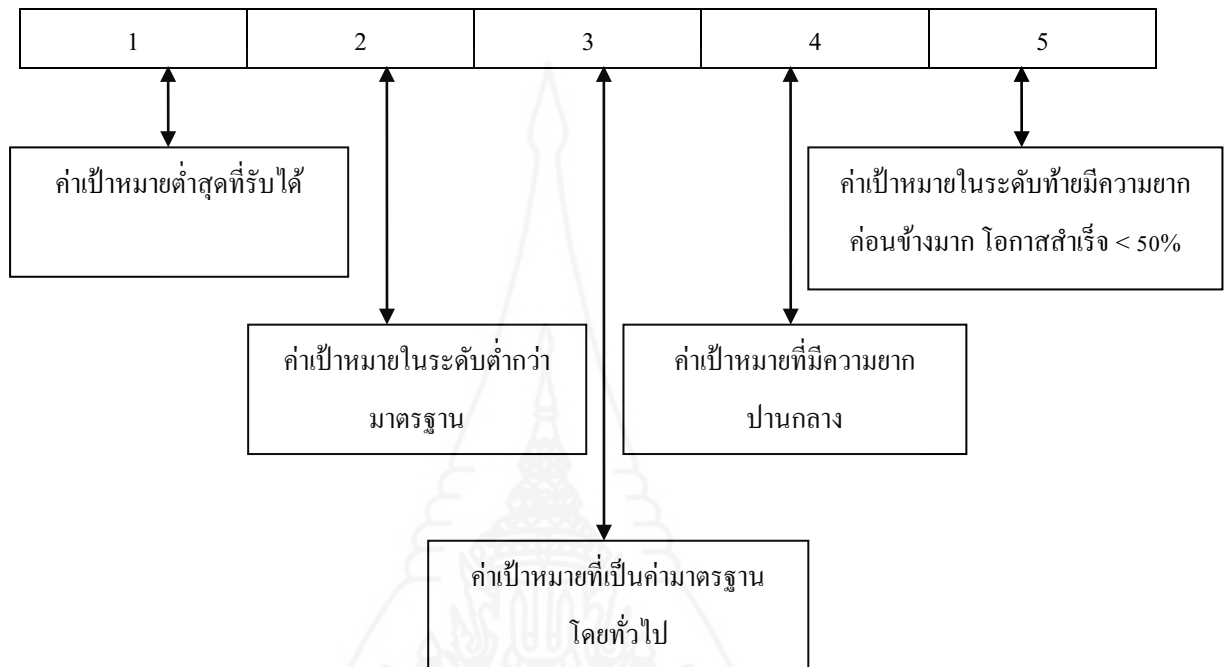 1 2 3 4 5
ค่าเป้าหมายต่ำสุดที่รับได้
ค่าเป้าหมายในระดับท้ายมีความยาก
ค่อนข้างมาก โอกาสสำเร็จ < 50%
ค่าเป้าหมายในระดับต่ำกว่า
มาตรฐาน
ค่าเป้าหมายที่มีความยาก
ปานกลาง
ค่าเป้าหมายที่เป็นค่ามาตรฐาน
โดยทั่วไป